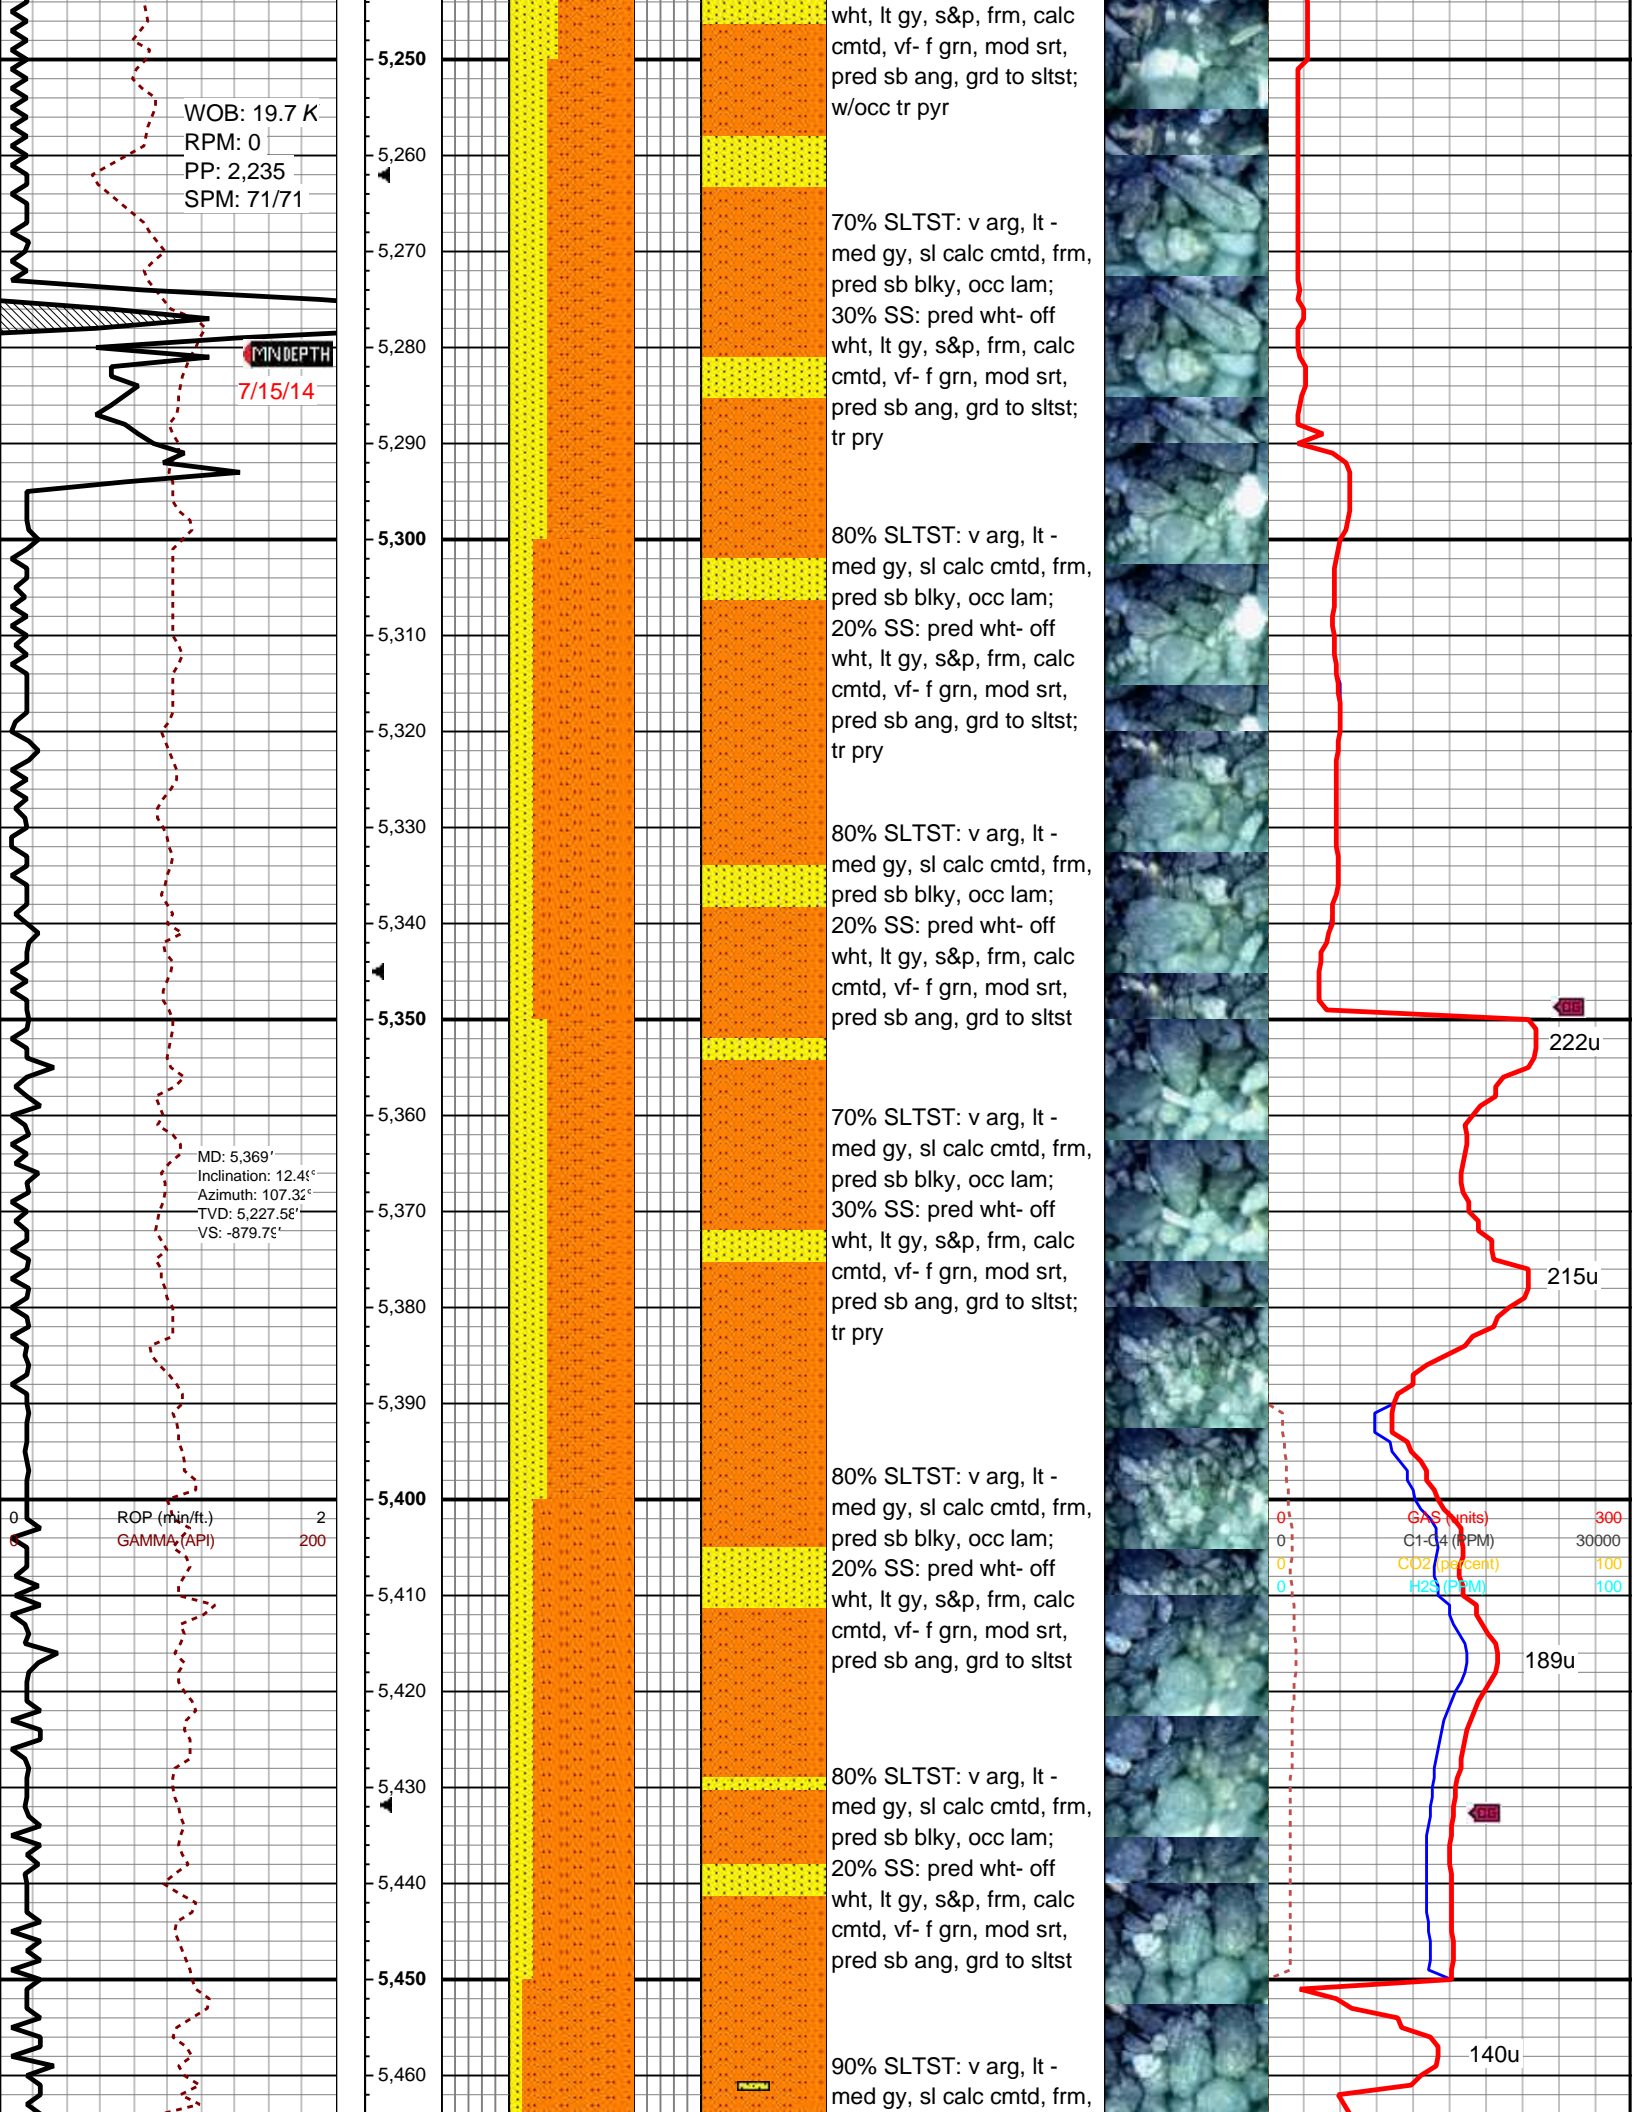 wht, lt gy, s&p, frm, calc
cmtd, vf- f grn, mod srt,
pred sb ang, grd to sltst;
w/occ tr pyr
5,250
WOB: 19.7 K
RPM: 0
PP: 2,235
SPM: 71/71
5,260
70% SLTST: v arg, lt -
med gy, sl calc cmtd, frm,
pred sb blky, occ lam;
30% SS: pred wht- off
wht, lt gy, s&p, frm, calc
cmtd, vf- f grn, mod srt,
pred sb ang, grd to sltst;
tr pry
5,270
5,280
MNDEPTH
7/15/14
5,290
5,300
80% SLTST: v arg, lt -
med gy, sl calc cmtd, frm,
pred sb blky, occ lam;
20% SS: pred wht- off
wht, lt gy, s&p, frm, calc
cmtd, vf- f grn, mod srt,
pred sb ang, grd to sltst;
tr pry
5,310
5,320
5,330
80% SLTST: v arg, lt -
med gy, sl calc cmtd, frm,
pred sb blky, occ lam;
20% SS: pred wht- off
wht, lt gy, s&p, frm, calc
cmtd, vf- f grn, mod srt,
pred sb ang, grd to sltst
5,340
5,350
222u
5,360
70% SLTST: v arg, lt -
med gy, sl calc cmtd, frm,
pred sb blky, occ lam;
30% SS: pred wht- off
wht, lt gy, s&p, frm, calc
cmtd, vf- f grn, mod srt,
pred sb ang, grd to sltst;
tr pry
MD: 5,369'
Inclination: 12.49°
Azimuth: 107.32°
TVD: 5,227.58'
VS: -879.79'
5,370
215u
5,380
5,390
5,400
80% SLTST: v arg, lt -
med gy, sl calc cmtd, frm,
pred sb blky, occ lam;
20% SS: pred wht- off
wht, lt gy, s&p, frm, calc
cmtd, vf- f grn, mod srt,
pred sb ang, grd to sltst
0 ROP (min/ft.) 2
0 GAMMA (API) 200
0 GAS (units) 300
0 C1-C4 (PPM) 30000
0 CO2 (percent) 100
0 H2S (PPM) 100
5,410
189u
5,420
5,430
80% SLTST: v arg, lt -
med gy, sl calc cmtd, frm,
pred sb blky, occ lam;
20% SS: pred wht- off
wht, lt gy, s&p, frm, calc
cmtd, vf- f grn, mod srt,
pred sb ang, grd to sltst
5,440
5,450
140u
5,460
90% SLTST: v arg, lt -
med gy, sl calc cmtd, frm,